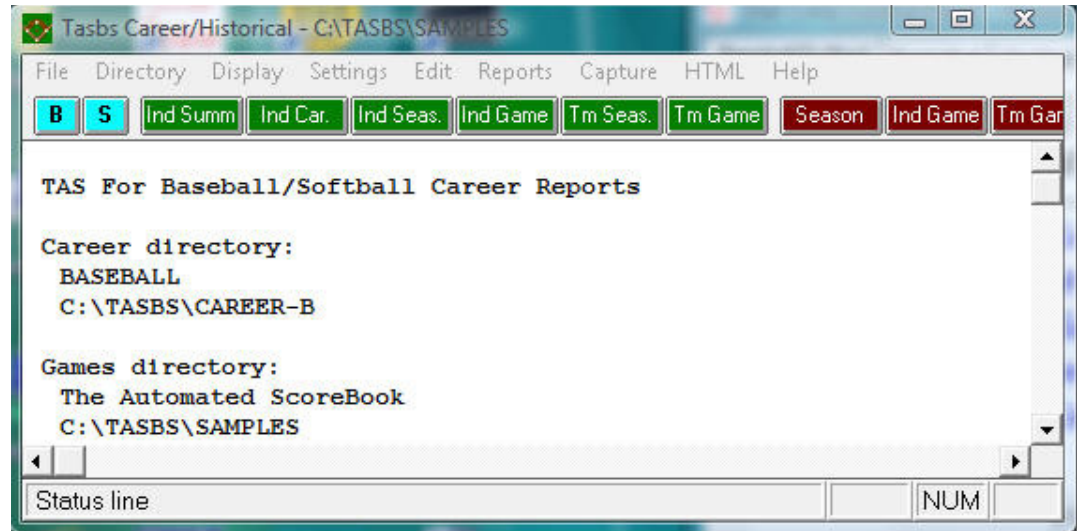 Tasbs Career/Historical - C:\TASBS\SAMPLES
File Directory Display Settings Edit Reports Capture HTML Help
B S Ind Summ Ind Car. Ind Seas. Ind Game Tm Seas. Tm Game Season Ind Game Tm Gar
TAS For Baseball/Softball Career Reports
Career directory:
BASEBALL
C:\TASBS\CAREER-B
Games directory:
The Automated ScoreBook
C:\TASBS\SAMPLES
Status line NUM